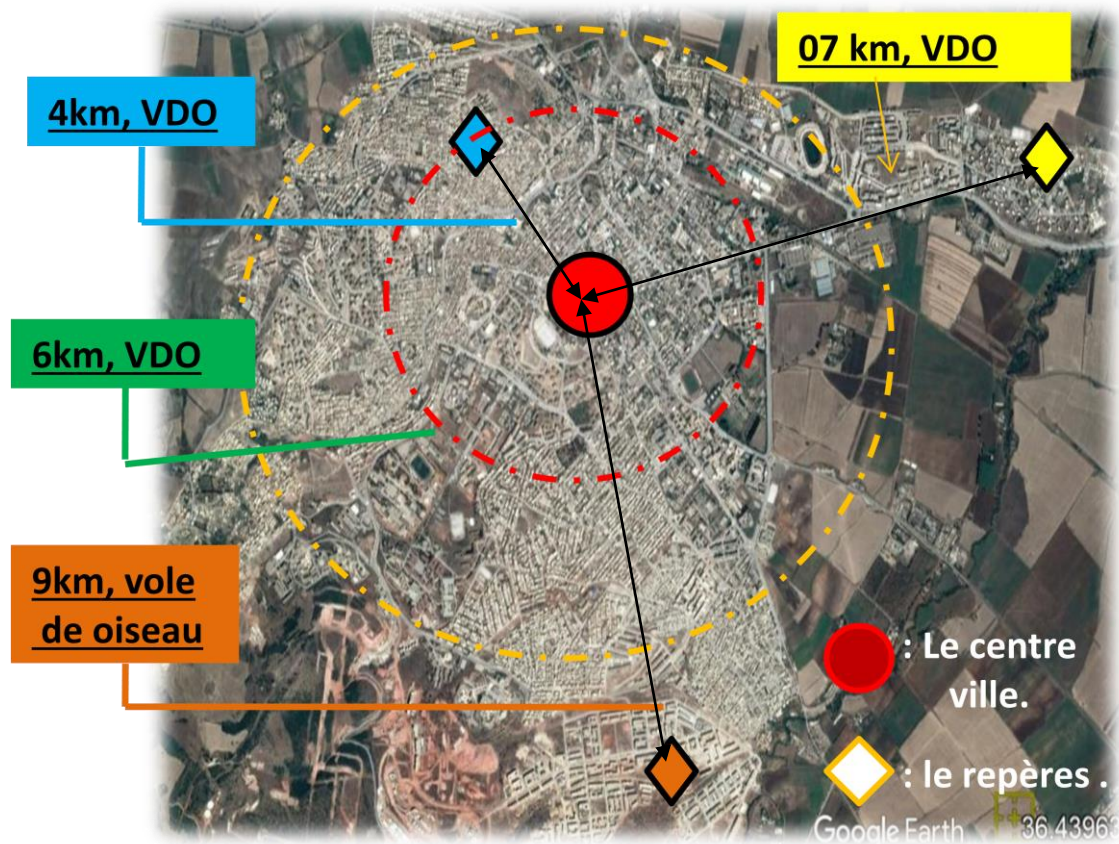 07 km, VDO
4km, VDO
6km, VDO
9km, vole
de oiseau
: Le centre
ville.
: le repères .
Google Earth
36.43963